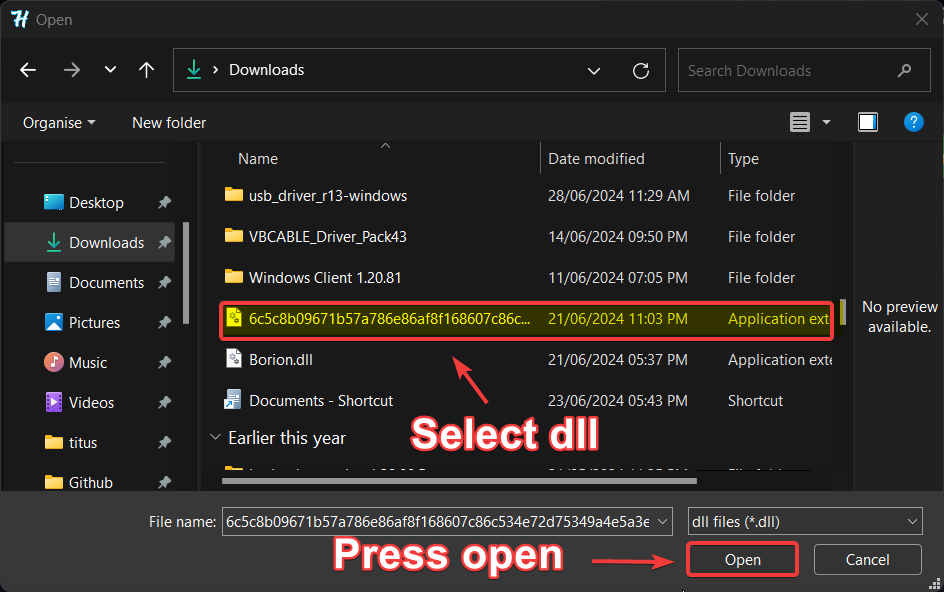 Open
Downloads
Search Downloads
Organise
New folder
Name
Date modified
Type
Desktop
Downloads
Documents
Pictures
Music
Videos
titus
Github
usb_driver_r13-windows 28/06/2024 11:29 AM File folder
VBCABLE_Driver_Pack43 14/06/2024 09:50 PM File folder
Windows Client 1.20.81 11/06/2024 07:05 PM File folder
6c5c8b09671b57a786e86af8f168607c86c... 21/06/2024 11:03 PM Application exte
Borion.dll 21/06/2024 05:37 PM Application exte
Documents - Shortcut 23/06/2024 05:43 PM Shortcut
Earlier this year
No preview
available.
Select dll
File name: 6c5c8b09671b57a786e86af8f168607c86c534e72d75349a4e5a3e
dll files (*.dll)
Press open
Open
Cancel